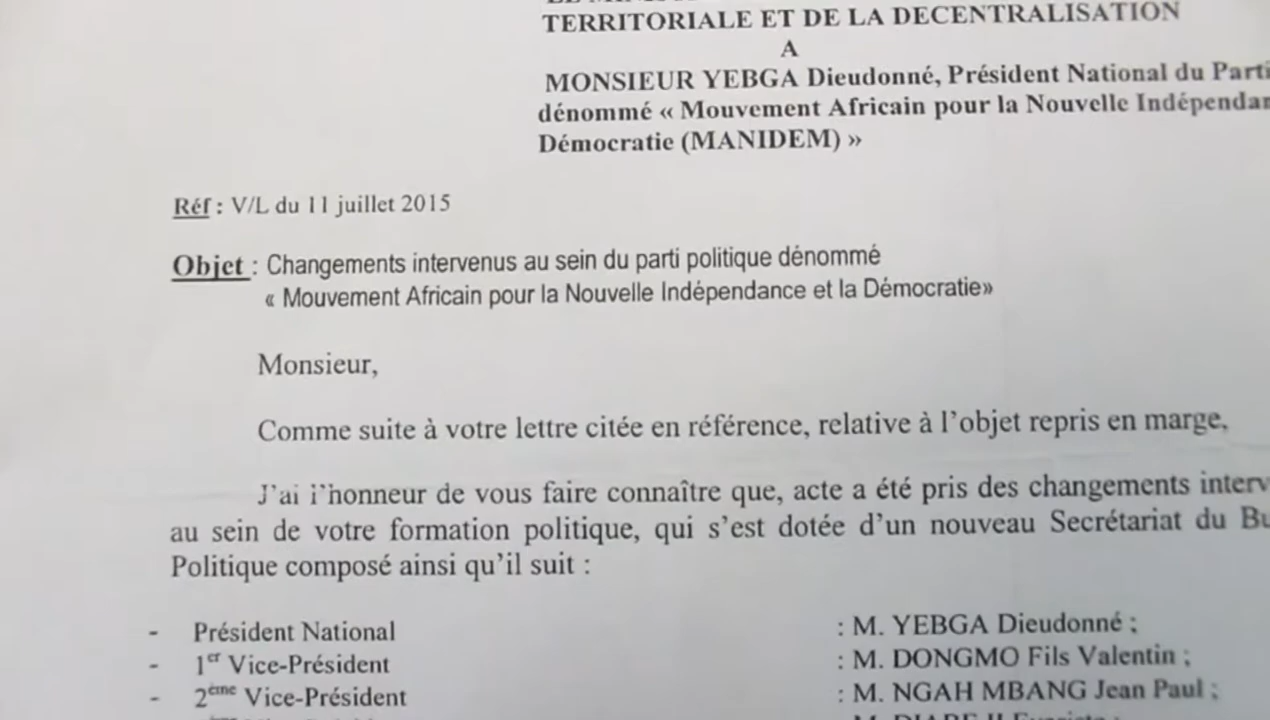 TERRITORIALE ET DE LA DECENTRALISATION
A
MONSIEUR YEBGA Dieudonné, Président National du Parti
dénommé « Mouvement Africain pour la Nouvelle
Démocratie (MANIDEM) »
Réf : V/L du 11 juillet 2015
Objet : Changements intervenus au sein du parti politique dénommé
« Mouvement Africain pour la Nouvelle Indépendance et la Démocratie»
Monsieur,
Comme suite à votre lettre citée en référence, relative à l'objet repris en marge,
J'ai l'honneur de vous faire connaître que, acte a été pris des changements
au sein de votre formation politique, qui s'est dotée d'un nouveau Secrétariat du
Politique composé ainsi qu'il suit :
- Président National : M. YEBGA Dieudonné ;
- 1er Vice-Président : M. DONGMO Fils Valentin ;
- 2ème Vice-Président : M. NGAH MBANG Jean Paul ;